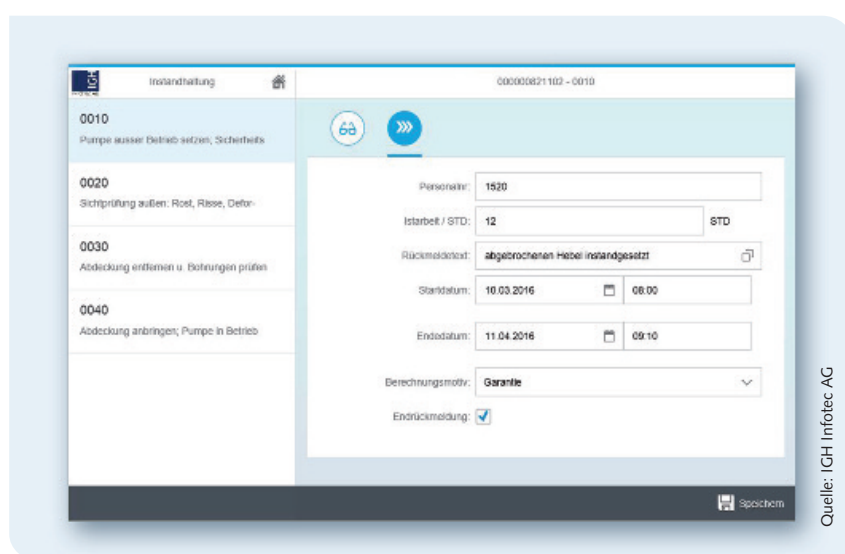 IGH
Instandhaltung
000000821102 - 0010
0010
Pumpe ausser Betrieb setzen; Sicherheits
0020
Sichtprüfung außen: Rost, Risse, Defor-
0030
Abdeckung entfernen u. Bohrungen prüfen
0040
Abdeckung anbringen; Pumpe in Betrieb
Personalnr: 1520
Istarbeit / STD: 12 STD
Rückmeldetext: abgebrochenen Hebel instandgesetzt
Startdatum: 10.03.2016 08:00
Endedatum: 11.04.2016 09:10
Berechnungsmotiv: Garantie
Endrückmeldung:
Speichern
Quelle: IGH Infotec AG